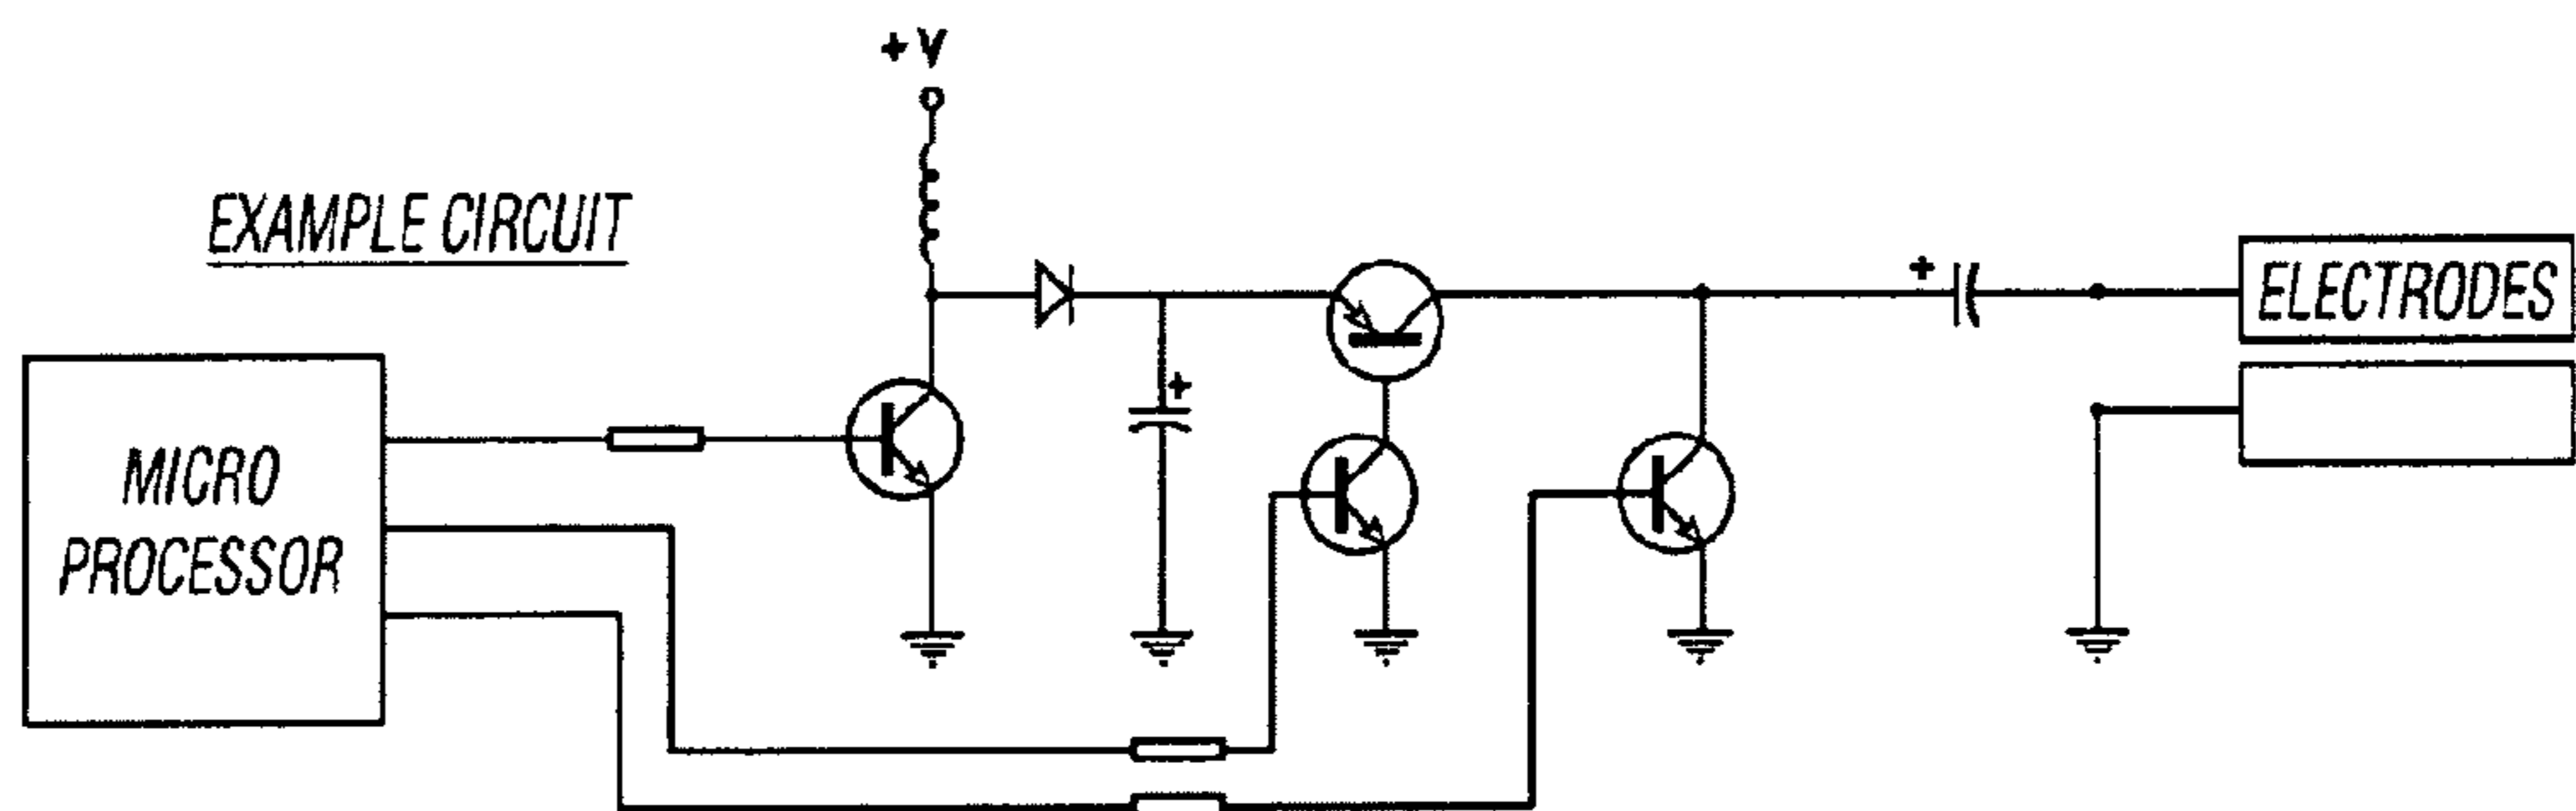 +V
EXAMPLE CIRCUIT
+
ELECTRODES
+
MICRO
PROCESSOR